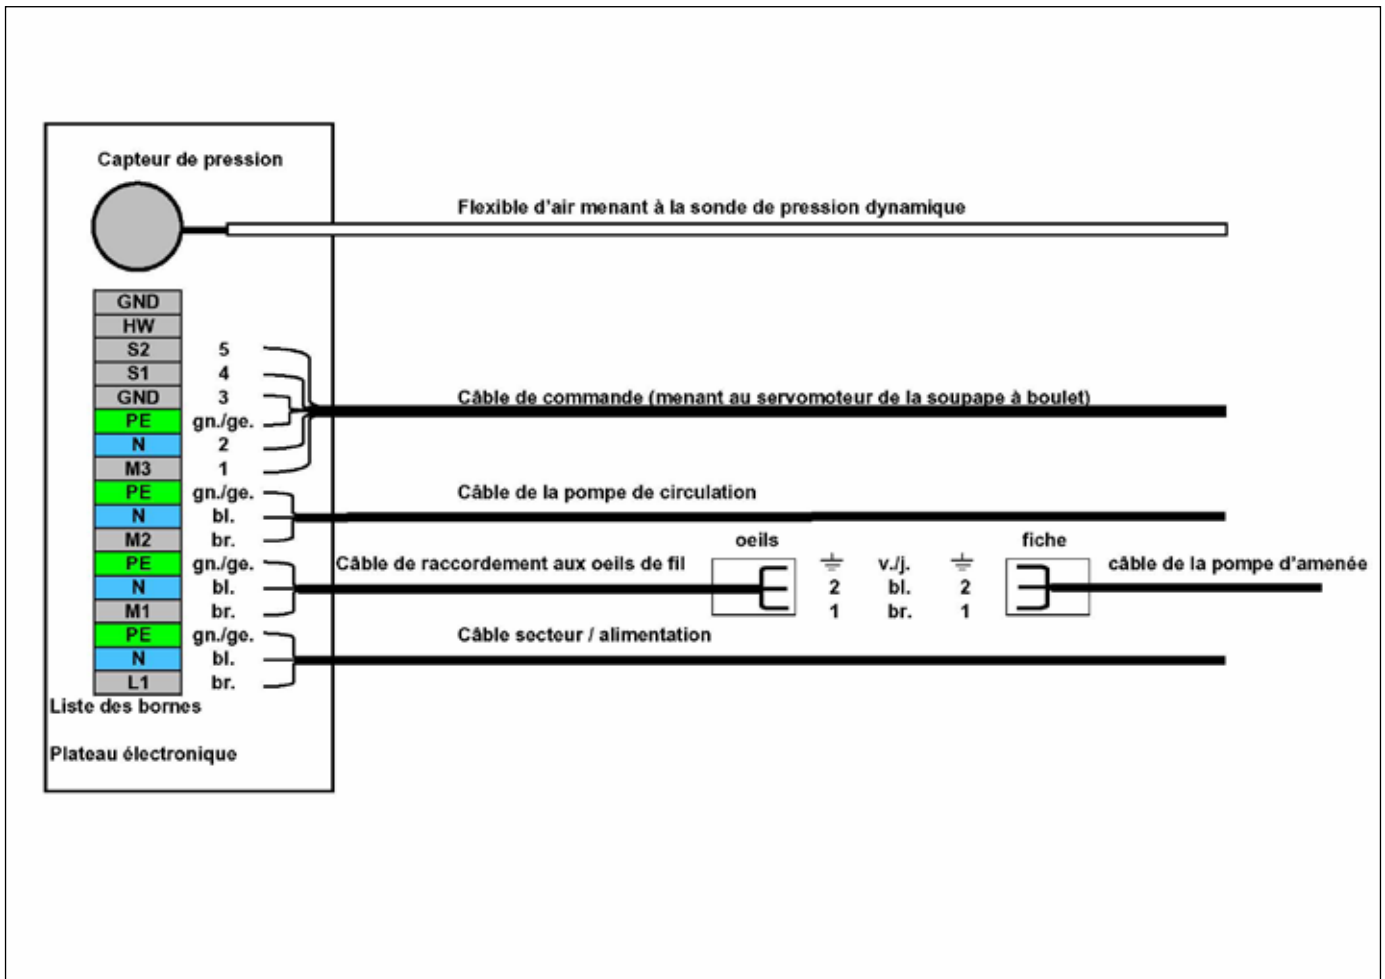 Capteur de pression
Flexible d'air menant à la sonde de pression dynamique
GND
HW
S2 5
S1 4
GND 3 Câble de commande (menant au servomoteur de la soupape à boulet)
PE gn./ge.
N 2
M3 1
PE gn./ge. Câble de la pompe de circulation
N bl.
M2 br. oeils fiche
PE gn./ge. Câble de raccordement aux oeils de fil v./j. câble de la pompe d'amenée
N bl. 2 bl. 2
M1 br. 1 br. 1
PE gn./ge. Câble secteur / alimentation
N bl.
L1 br.
Liste des bornes
Plateau électronique